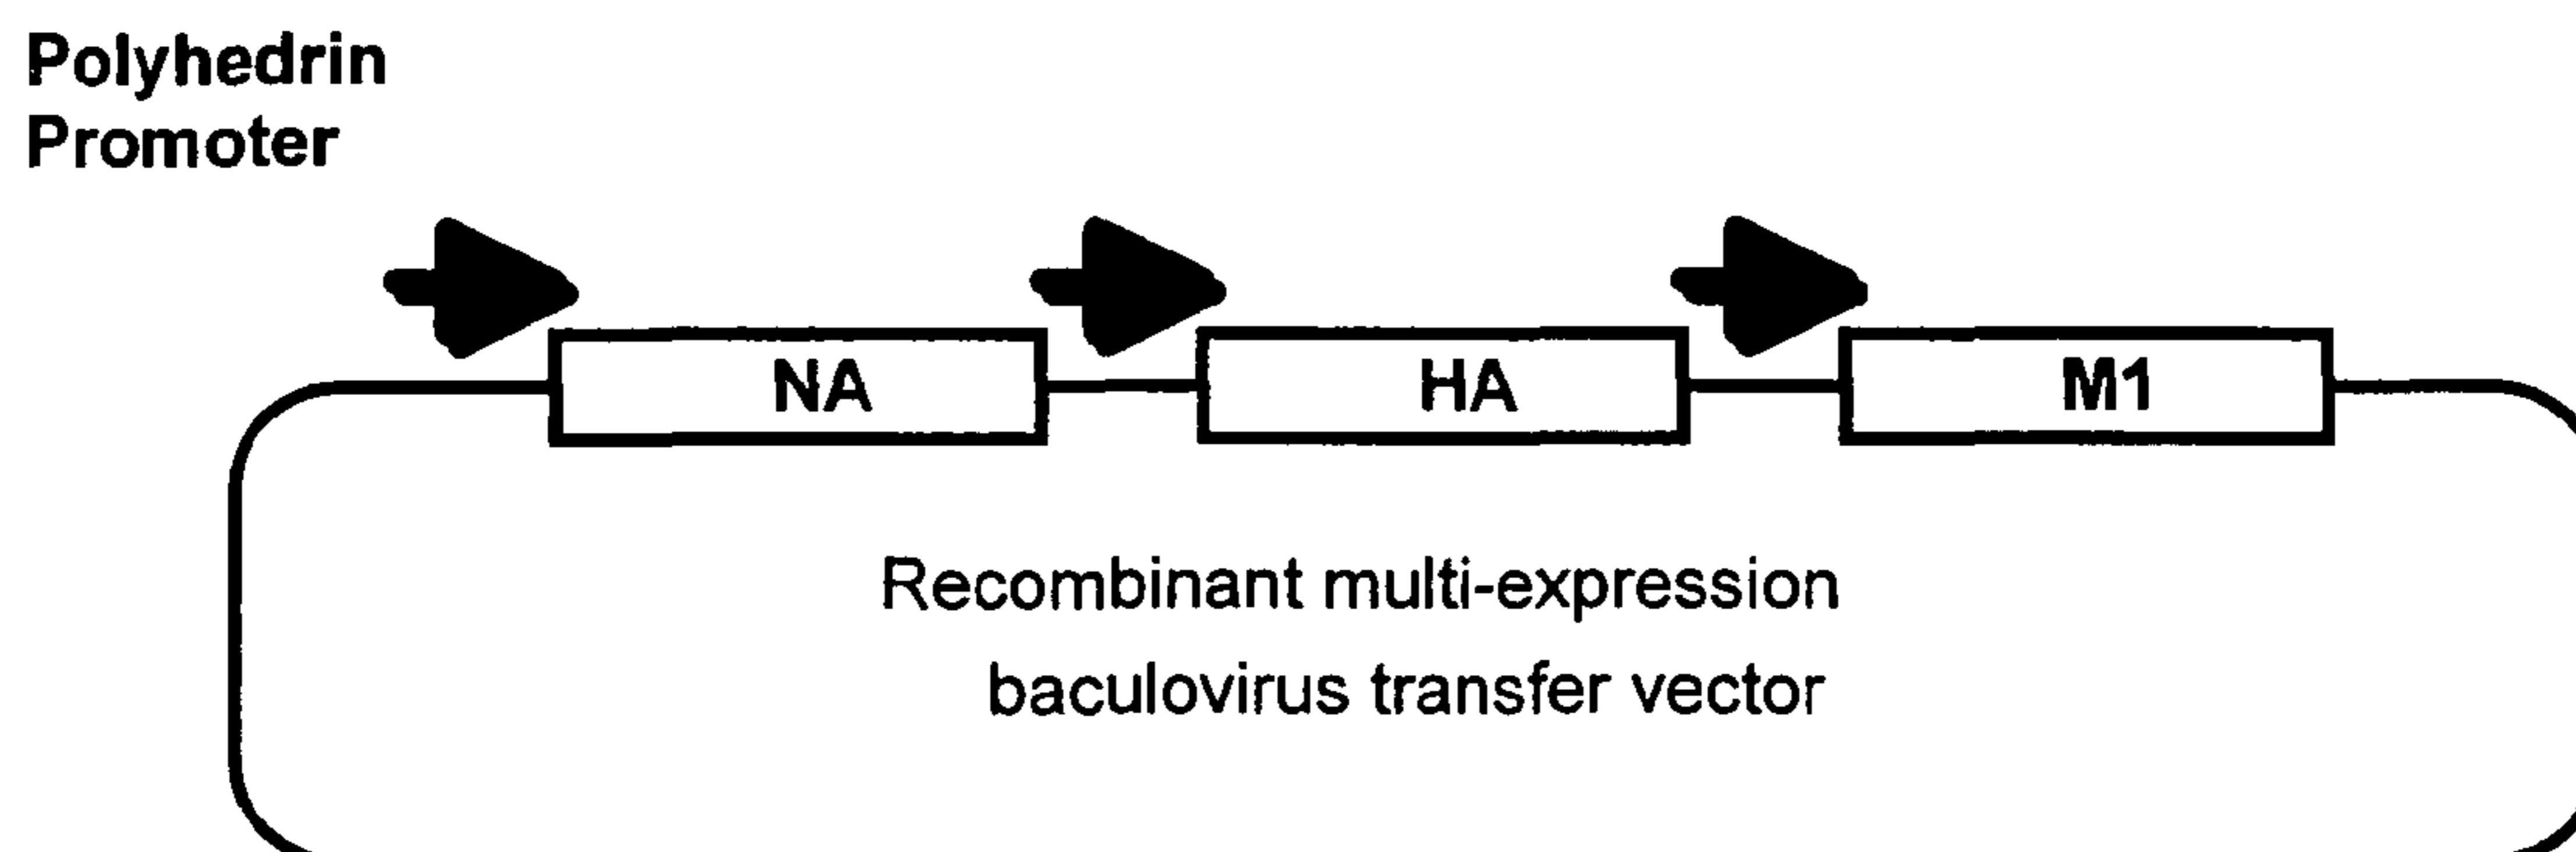 Polyhedrin
Promoter
NA HA M1
Recombinant multi-expression
baculovirus transfer vector